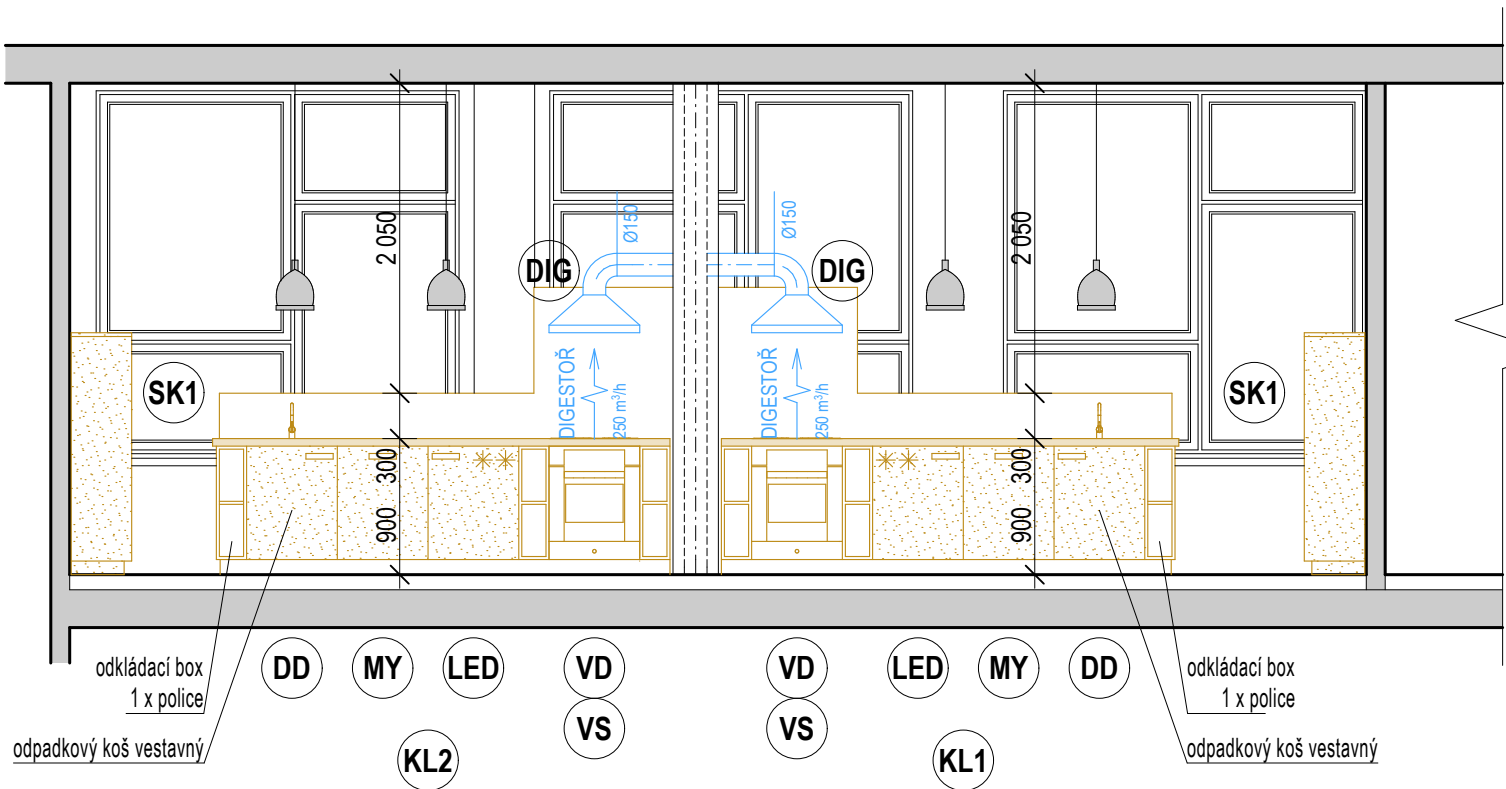 2 050
2 050
Ø150
Ø150
DIG
DIG
SK1
SK1
DIGESTOŘ
250 m³/h
DIGESTOŘ
250 m³/h
300
300
900
900
odkládací box
1 x police
odpadkový koš vestavný
DD
MY
LED
VD
VS
KL2
VD
VS
LED
MY
DD
KL1
odkládací box
1 x police
odpadkový koš vestavný